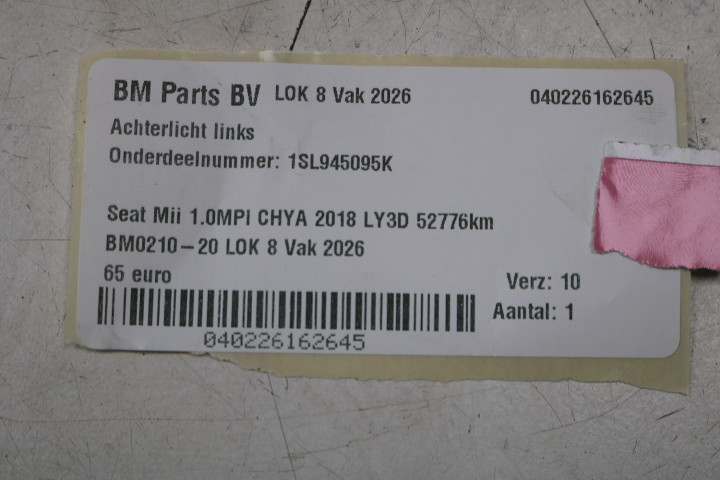 BM Parts BV LOK 8 Vak 2026 040226162645
Achterlicht links
Onderdeelnummer: 1SL945095K
Seat Mii 1.0MPI CHYA 2018 LY3D 52776km
BM0210-20 LOK 8 Vak 2026
65 euro
Verz: 10
Aantal: 1
040226162645